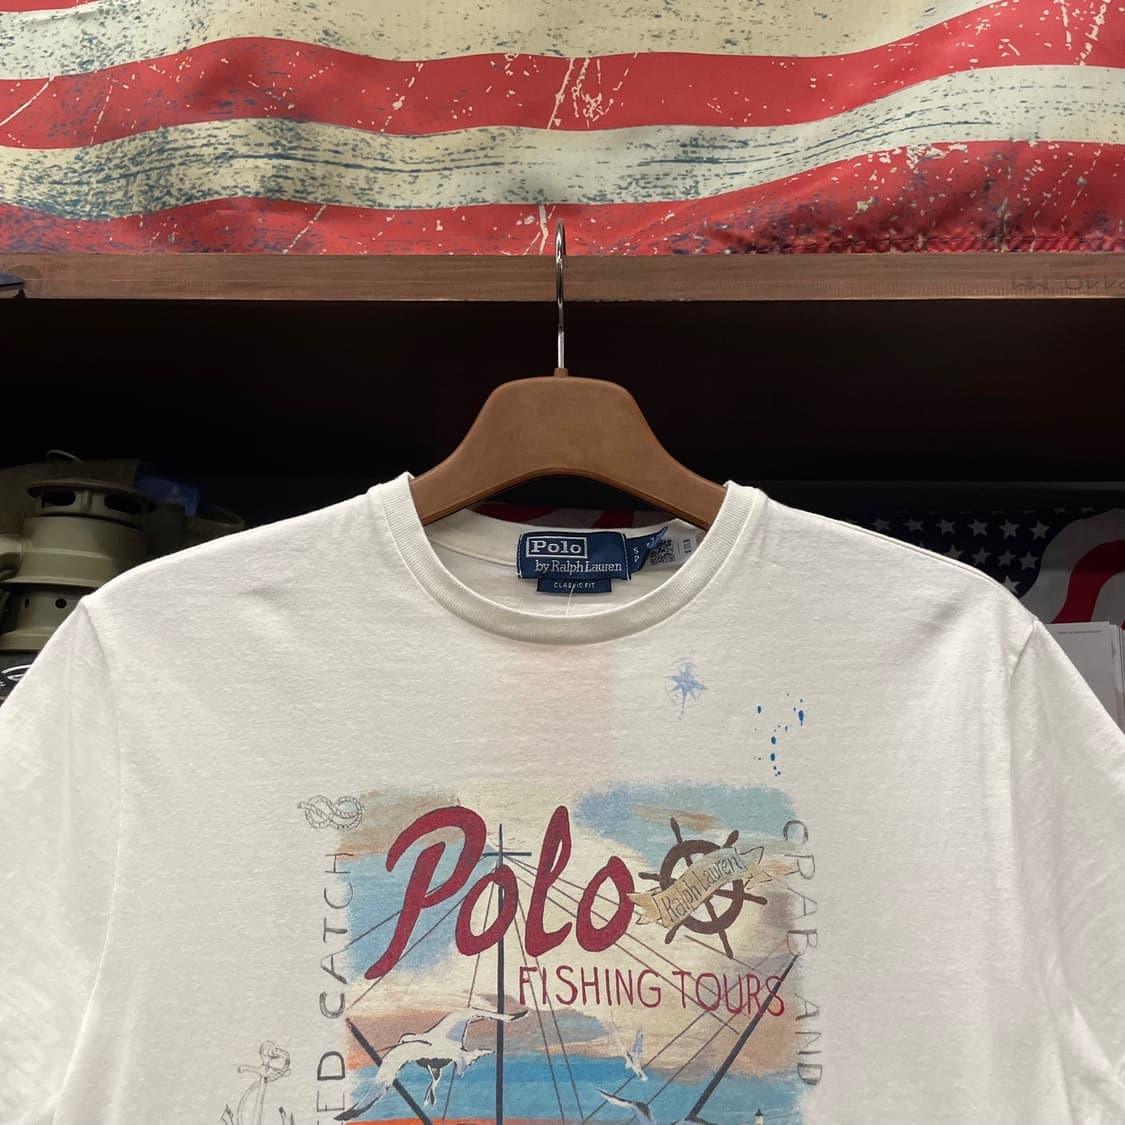 Polo
by Ralph Lauren
CLASSIC FIT
S
P
Polo
Ralph Lauren
FISHING TOURS
CATCH
CRAB AND